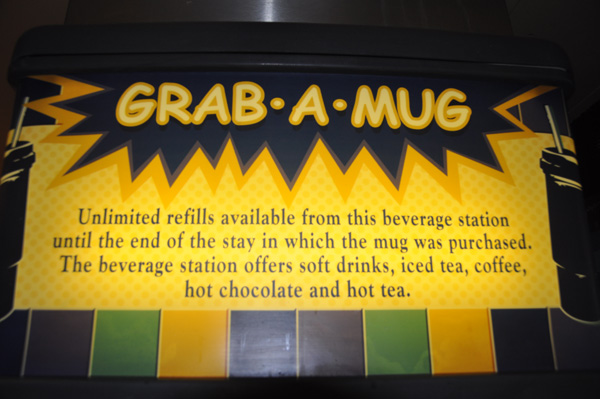 GRAB·A·MUG
Unlimited refills available from this beverage station
until the end of the stay in which the mug was purchased.
The beverage station offers soft drinks, iced tea, coffee,
hot chocolate and hot tea.